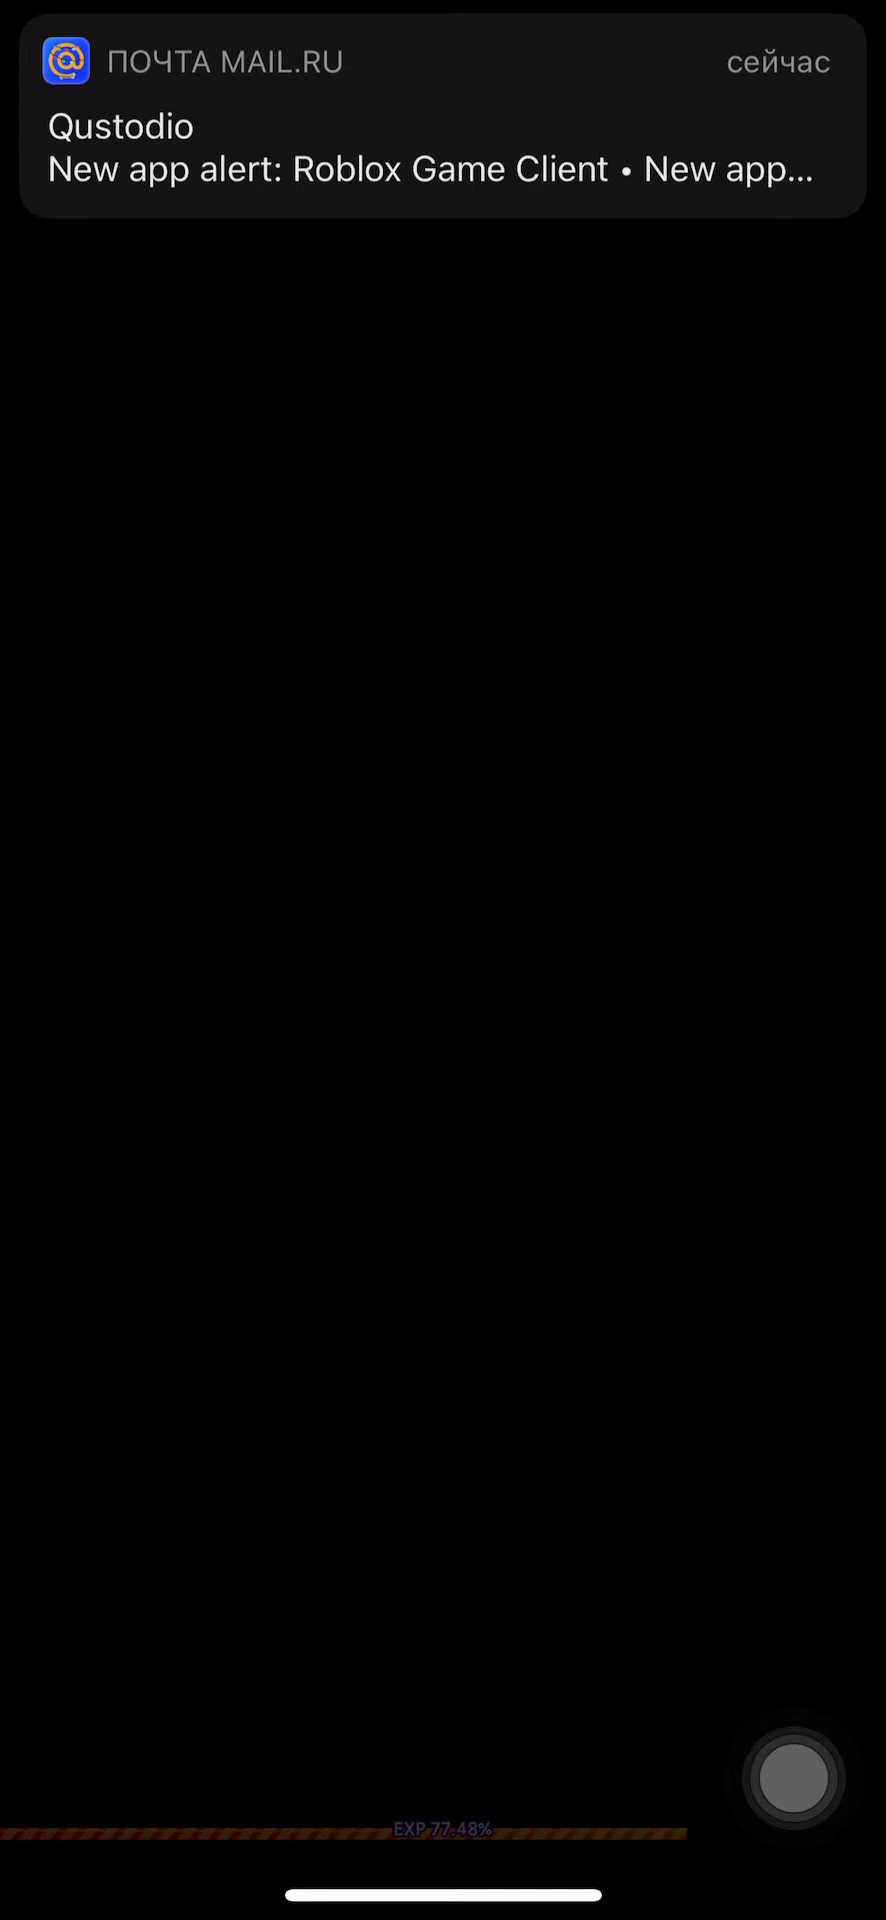 ПОЧТА MAIL.RU
сейчас
Qustodio
New app alert: Roblox Game Client • New app...
EXP 77.48%